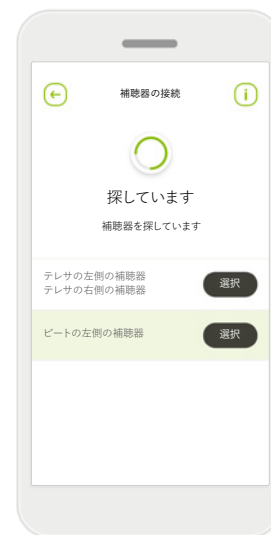 補聴器の接続
探しています
補聴器を探しています
テレサの左側の補聴器
テレサの右側の補聴器
選択
ピートの左側の補聴器
選択